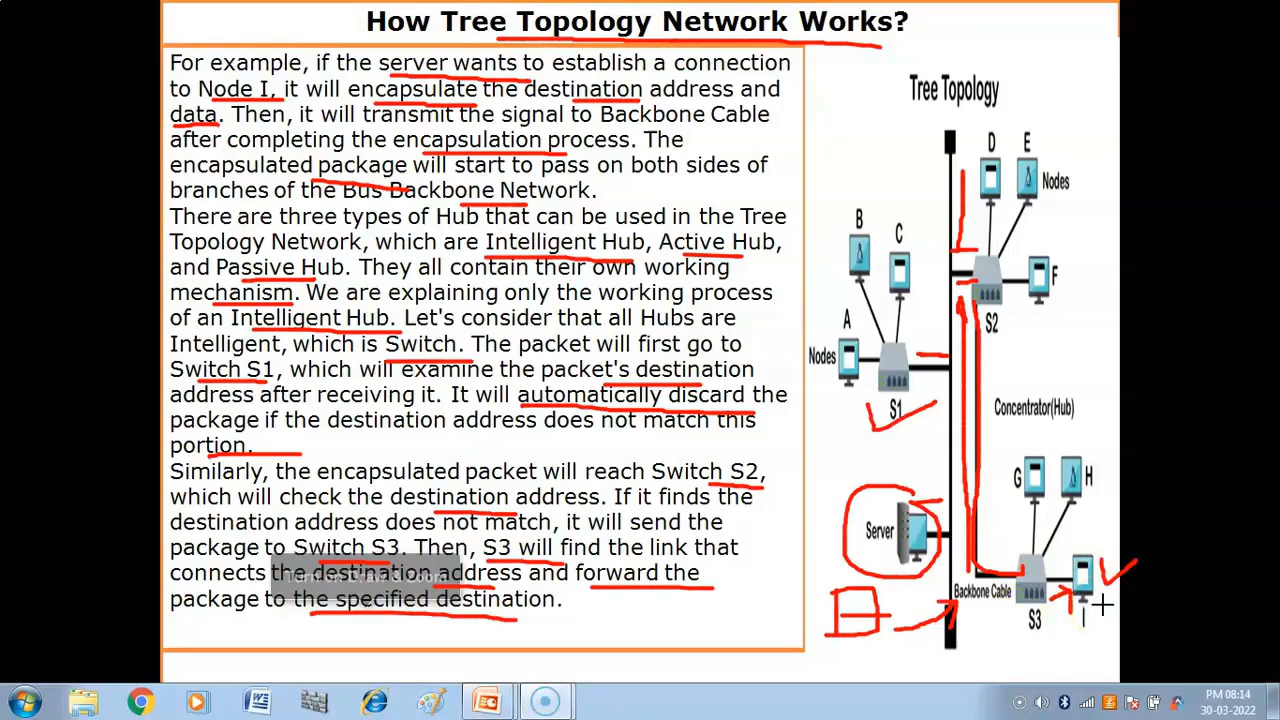 How Tree Topology Network Works?
For example, if the server wants to establish a connection
to Node I, it will encapsulate the destination address and
data. Then, it will transmit the signal to Backbone Cable
after completing the encapsulation process. The
encapsulated package will start to pass on both sides of
branches of the Bus Backbone Network.
There are three types of Hub that can be used in the Tree
Topology Network, which are Intelligent Hub, Active Hub,
and Passive Hub. They all contain their own working
mechanism. We are explaining only the working process
of an Intelligent Hub. Let's consider that all Hubs are
Intelligent, which is Switch. The packet will first go to
Switch S1, which will examine the packet's destination
address after receiving it. It will automatically discard the
package if the destination address does not match this
portion.
Similarly, the encapsulated packet will reach Switch S2,
which will check the destination address. If it finds the
destination address does not match, it will send the
package to Switch S3. Then, S3 will find the link that
connects the destination address and forward the
package to the specified destination.
Tree Topology
D
E
Nodes
B
C
F
S2
A
Nodes
S1
Concentrator(Hub)
G
H
Server
Backbone Cable
S3
I
PM 08:14
30-03-2022